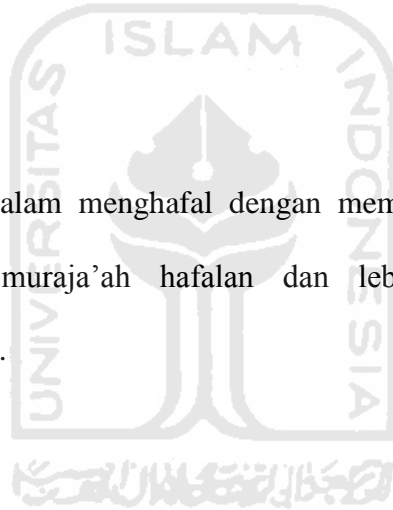 ISLAM
UNIVERSITAS
INDONESIA
alam menghafal dengan mem
muraja’ah hafalan dan leb
.